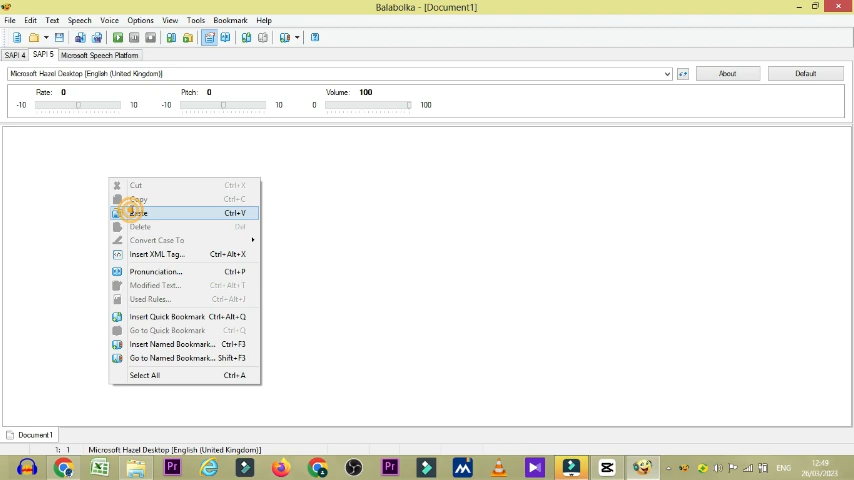 Balabolka - [Document1]
File Edit Text Speech Voice Options View Tools Bookmark Help
SAPI 4 SAPI 5 Microsoft Speech Platform
Microsoft Hazel Desktop [English (United Kingdom)] About Default
Rate: 0 Pitch: 0 Volume: 100
-10 10 -10 10 0 100
Cut Ctrl+X
Copy Ctrl+C
Paste Ctrl+V
Delete Del
Convert Case To
Insert XML Tag... Ctrl+Alt+X
Pronunciation... Ctrl+P
Modified Text... Ctrl+Alt+T
Used Rules... Ctrl+Alt+J
Insert Quick Bookmark Ctrl+Alt+Q
Go to Quick Bookmark Ctrl+Q
Insert Named Bookmark... Ctrl+F3
Go to Named Bookmark... Shift+F3
Select All Ctrl+A
Document1
1: 1 Microsoft Hazel Desktop [English (United Kingdom)]
Pr Pr ENG 12:49
26/03/2023